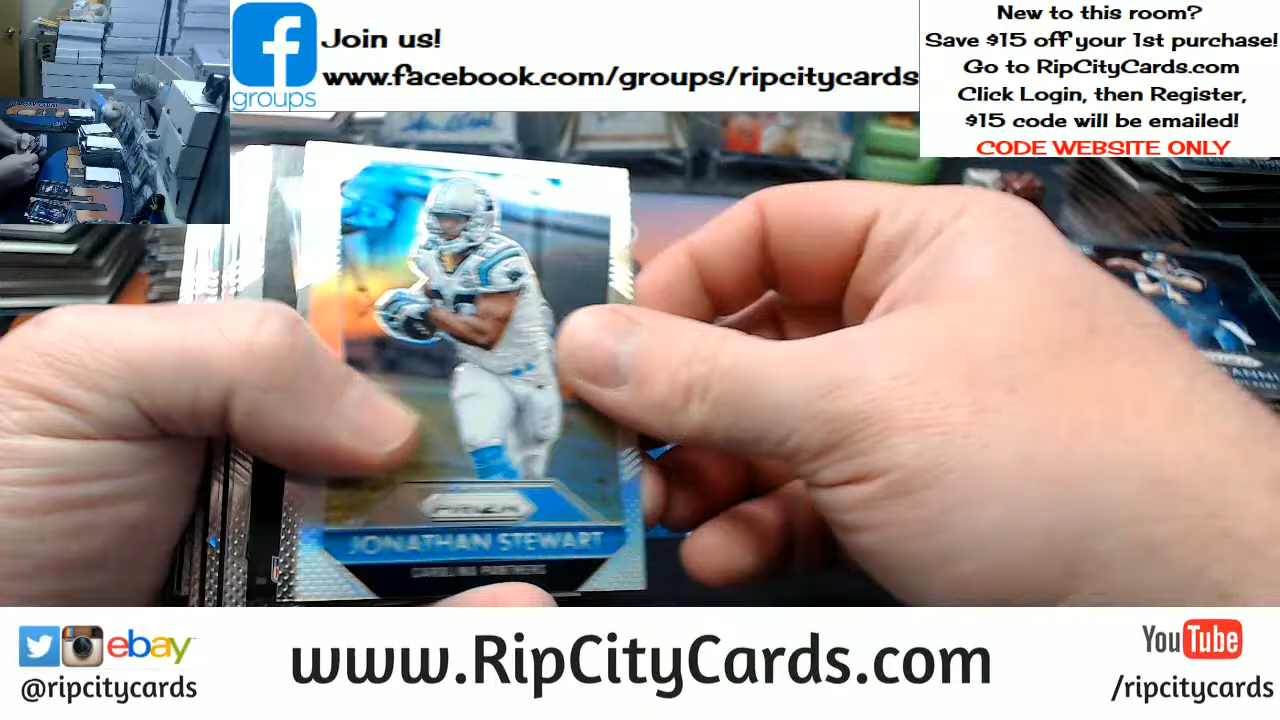 Join us!
www.facebook.com/groups/ripcitycards
groups
New to this room?
Save $15 off your 1st purchase!
Go to RipCityCards.com
Click Login, then Register,
$15 code will be emailed!
CODE WEBSITE ONLY
PRIZM
JONATHAN STEWART
CAROLINA PANTHERS
ebay
@ripcitycards
www.RipCityCards.com
YouTube
/ripcitycards